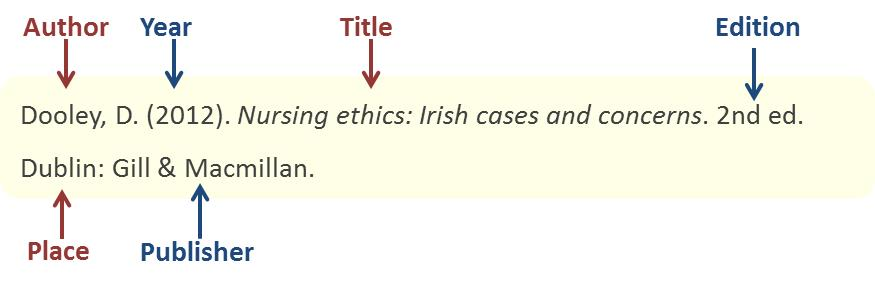 Author Year Title Edition
Dooley, D. (2012). Nursing ethics: Irish cases and concerns. 2nd ed.
Dublin: Gill & Macmillan.
Place Publisher